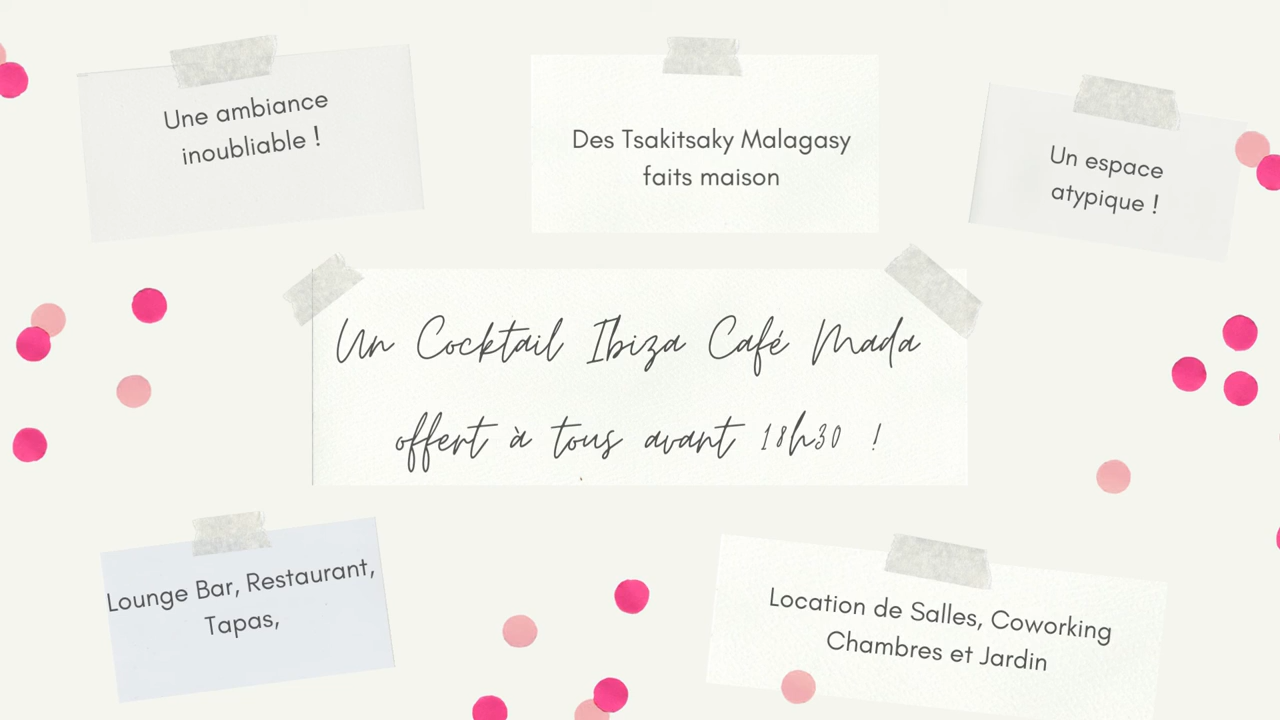 Une ambiance
inoubliable !
Des Tsakitsaky Malagasy
faits maison
Un espace
atypique !
Un Cocktail Ibiza Café Mada
offert à tous avant 18h30 !
Lounge Bar, Restaurant,
Tapas,
Location de Salles, Coworking
Chambres et Jardin